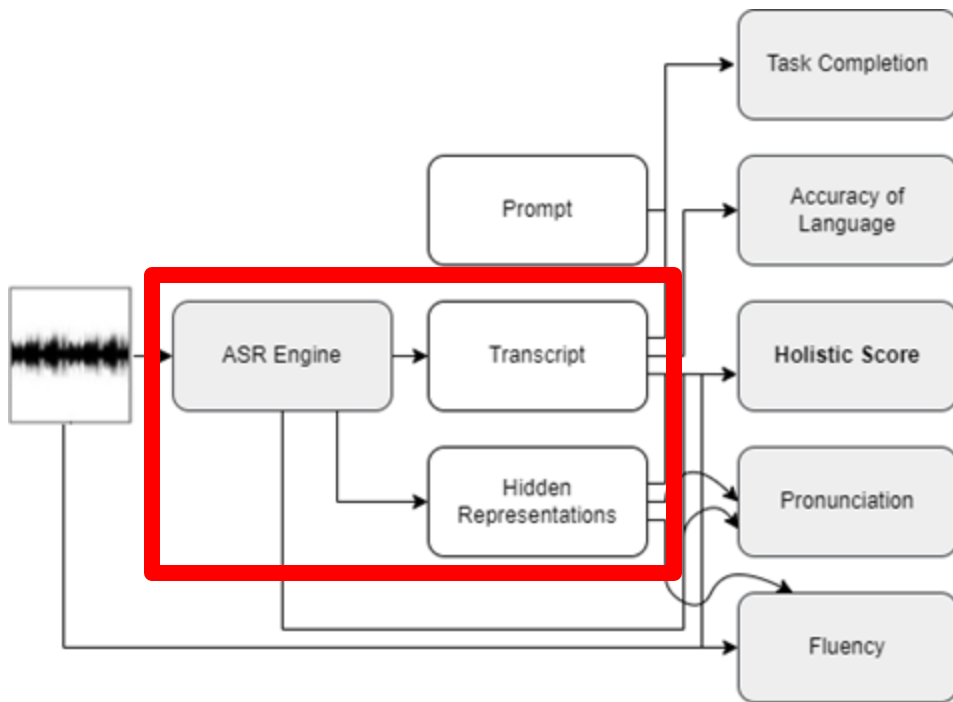 Task Completion
Prompt
Accuracy of
Language
ASR Engine
Transcript
Holistic Score
Hidden
Representations
Pronunciation
Fluency